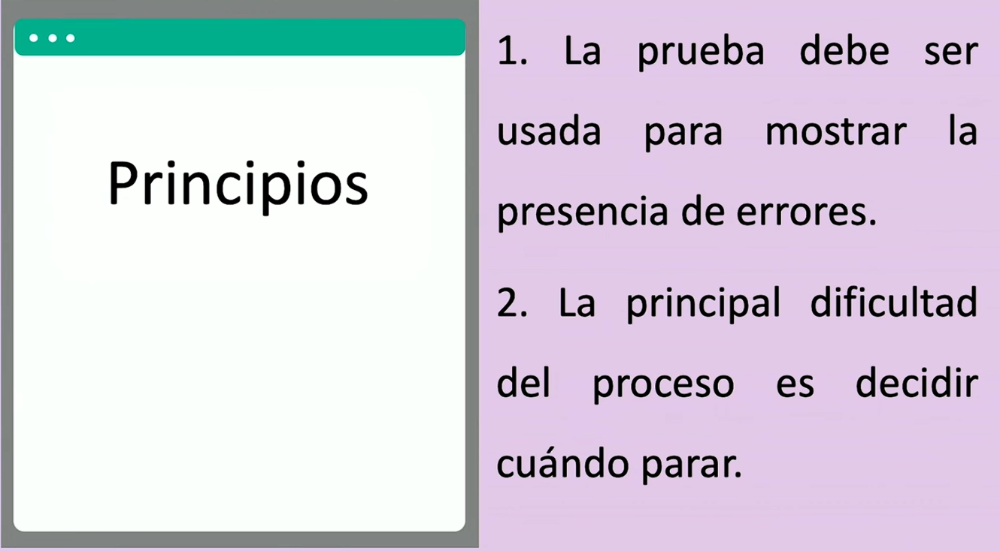 Principios
1. La prueba debe ser
usada para mostrar la
presencia de errores.
2. La principal dificultad
del proceso es decidir
cuándo parar.